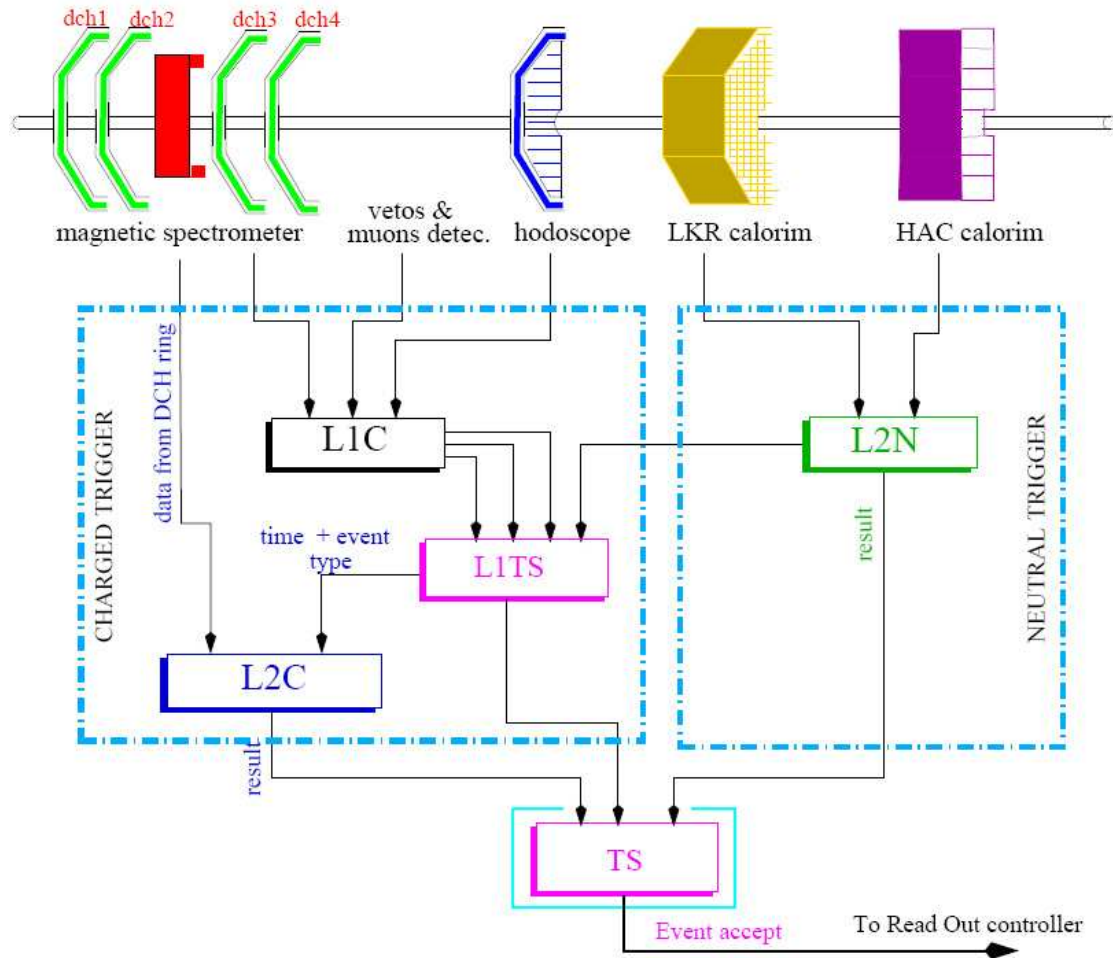 dch1
dch2
dch3
dch4
magnetic spectrometer
vetos &
muons detec.
hodoscope
LKR calorim
HAC calorim
CHARGED TRIGGER
data from DCH ring
L1C
L2N
NEUTRAL TRIGGER
time + event
type
L1TS
result
L2C
result
TS
Event accept
To Read Out controller